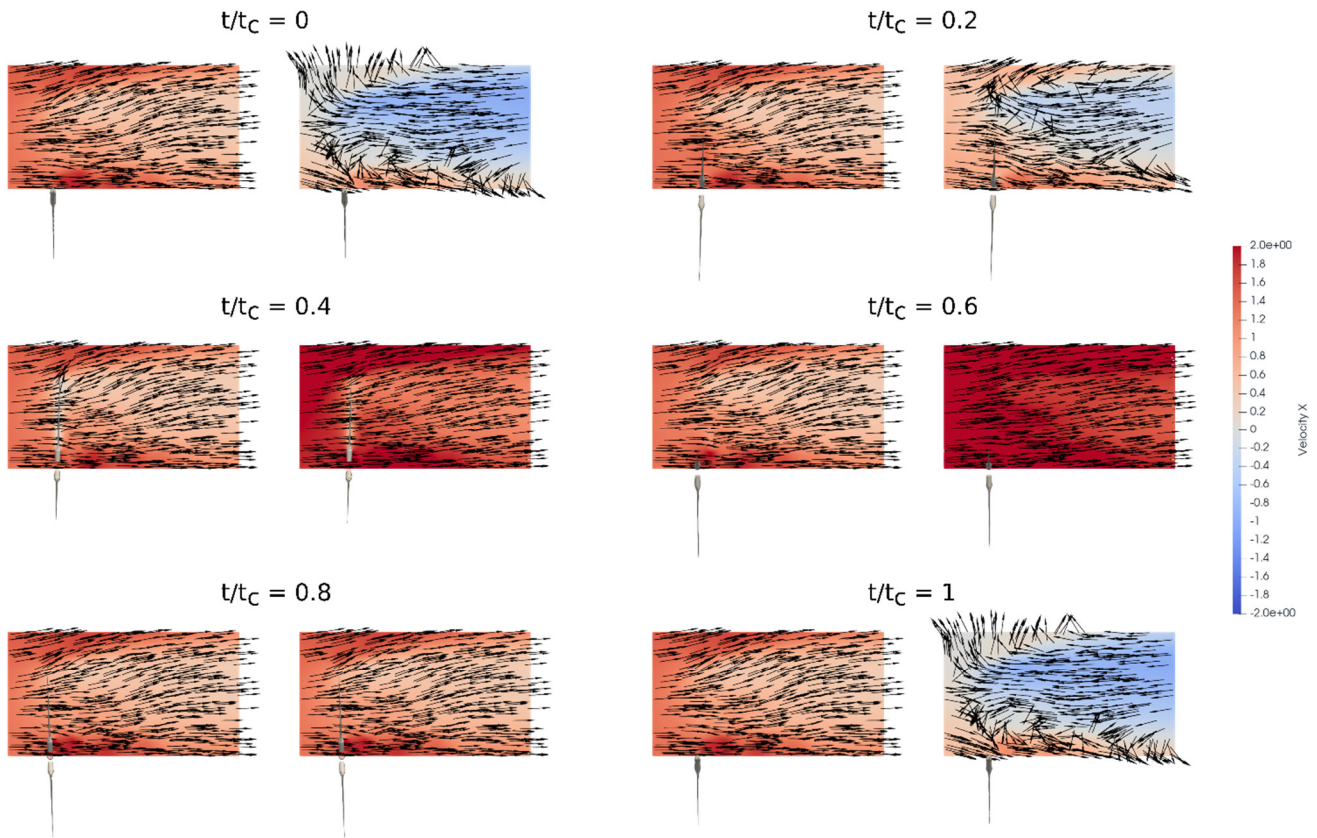 t/tC = 0
t/tC = 0.2
t/tC = 0.4
t/tC = 0.6
t/tC = 0.8
t/tC = 1
2.0e+00
1.8
1.6
1.4
1.2
1
0.8
0.6
0.4
0.2
0
-0.2
-0.4
-0.6
-0.8
-1
-1.2
-1.4
-1.6
-1.8
-2.0e+00
Velocity X